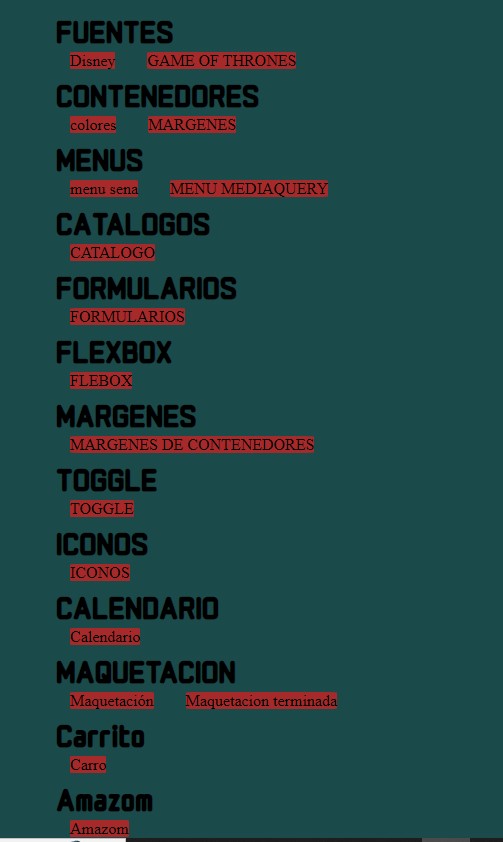 FUENTES
Disney GAME OF THRONES
CONTENEDORES
colores MARGENES
MENUS
menu sena MENU MEDIAQUERY
CATALOGOS
CATALOGO
FORMULARIOS
FORMULARIOS
FLEXBOX
FLEBOX
MARGENES
MARGENES DE CONTENEDORES
TOGGLE
TOGGLE
ICONOS
ICONOS
CALENDARIO
Calendario
MAQUETACION
Maquetación Maquetacion terminada
Carrito
Carro
Amazom
Amazom